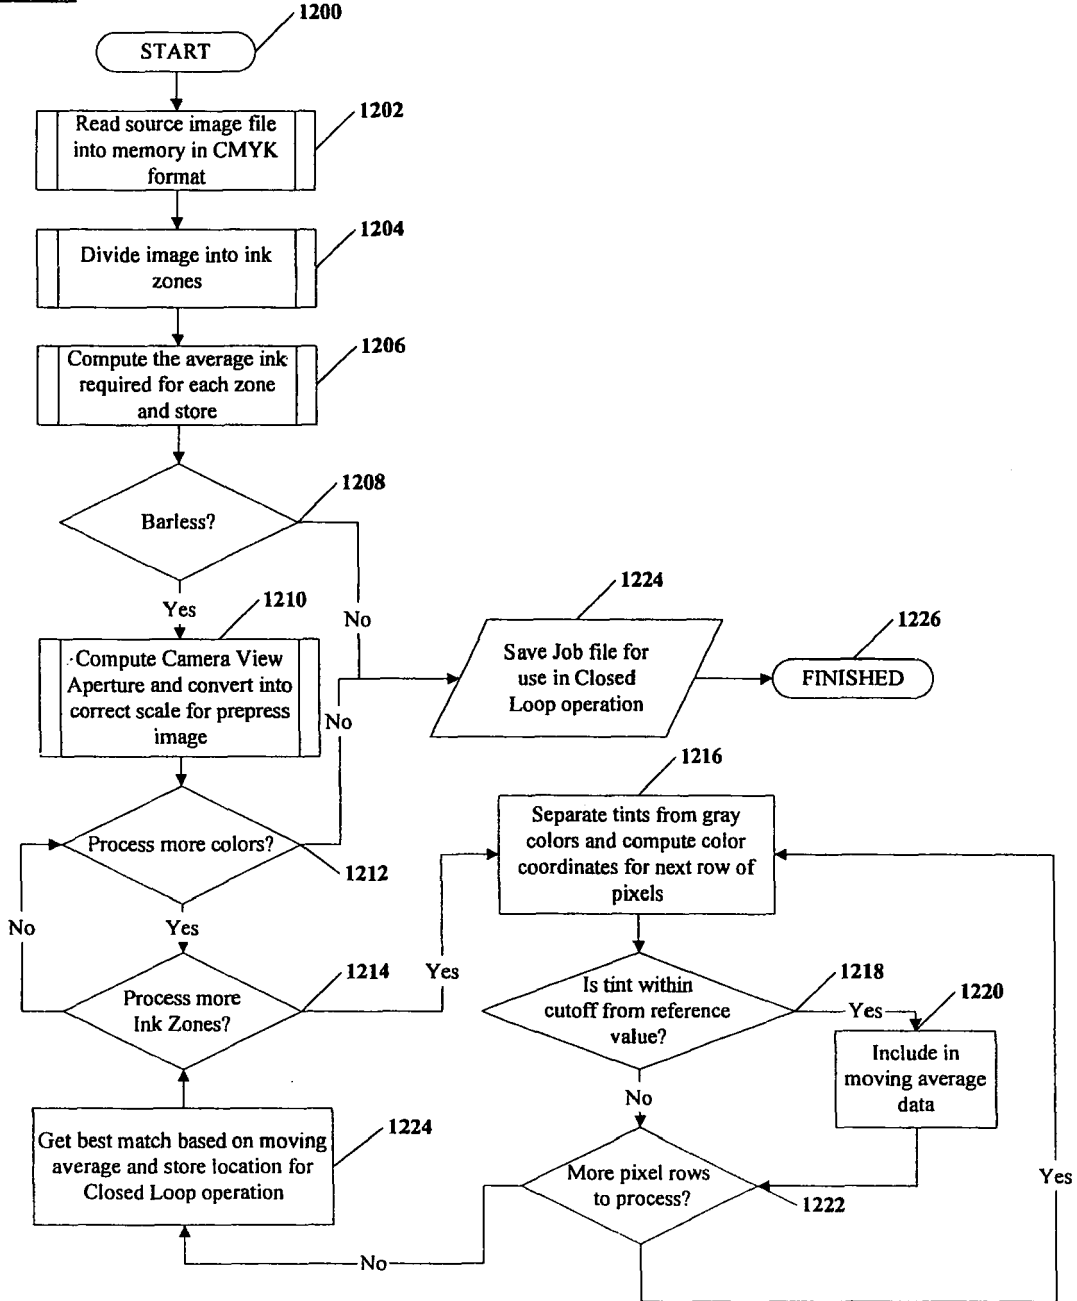 1200
START
1202
Read source image file
into memory in CMYK
format
1204
Divide image into ink
zones
1206
Compute the average ink
required for each zone
and store
1208
Barless?
Yes
No
1210
Compute Camera View
Aperture and convert into
correct scale for prepress
image
1224
Save Job file for
use in Closed
Loop operation
1226
FINISHED
No
Process more colors?
1212
No
Yes
1214
Process more
Ink Zones?
Yes
1216
Separate tints from gray
colors and compute color
coordinates for next row of
pixels
1218
Is tint within
cutoff from reference
value?
Yes
1220
Include in
moving average
data
No
1224
Get best match based on moving
average and store location for
Closed Loop operation
More pixel rows
to process?
1222
Yes
No